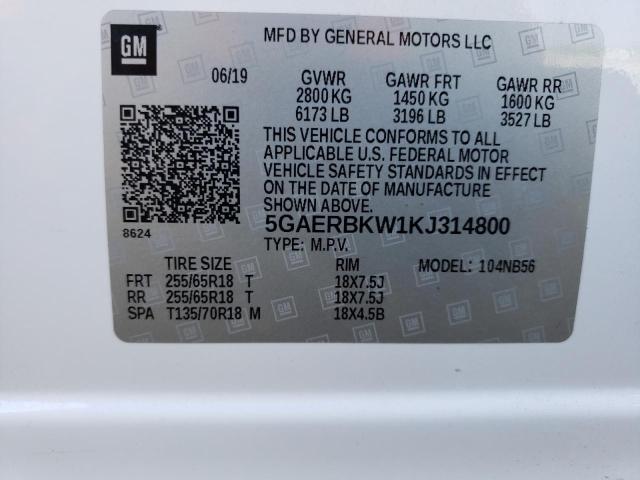 GM
MFD BY GENERAL MOTORS LLC
06/19 GVWR GAWR FRT GAWR RR
2800 KG 1450 KG 1600 KG
6173 LB 3196 LB 3527 LB
THIS VEHICLE CONFORMS TO ALL
APPLICABLE U.S. FEDERAL MOTOR
VEHICLE SAFETY STANDARDS IN EFFECT
ON THE DATE OF MANUFACTURE
SHOWN ABOVE.
5GAERBKW1KJ314800
8624
TYPE: M.P.V.
TIRE SIZE RIM MODEL: 104NB56
FRT 255/65R18 T 18X7.5J
RR 255/65R18 T 18X7.5J
SPA T135/70R18 M 18X4.5B